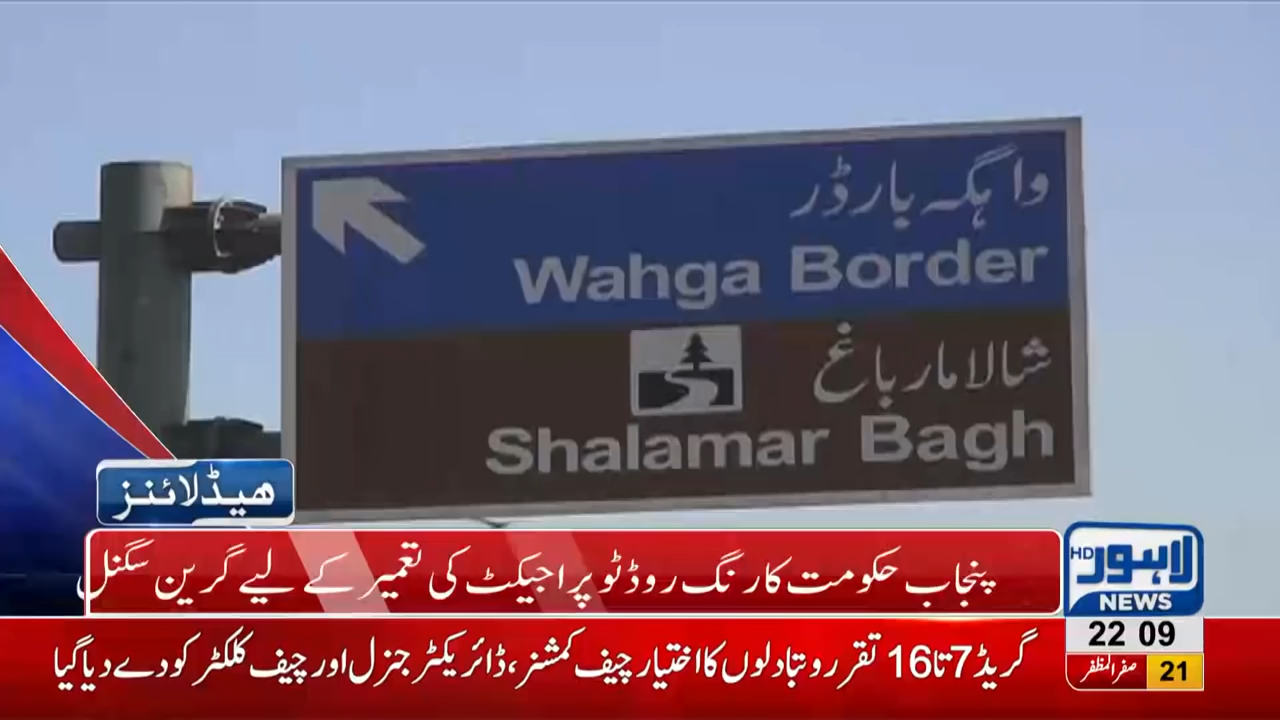 واہگہ بارڈر
Wahga Border
شالامار باغ
Shalamar Bagh
ھیڈلائنز
پنجاب حکومت کا رنگ روڈ ٹو پراجیکٹ کی تعمیر کے لیے گرین سگنل
لاہور HD
NEWS
گریڈ 7 تا 16 تقرر و تبادلوں کا اختیار چیف کمشنر، ڈائریکٹر جنرل اور چیف کلکٹر کو دے دیا گیا
22 09
صفر المظفر 21